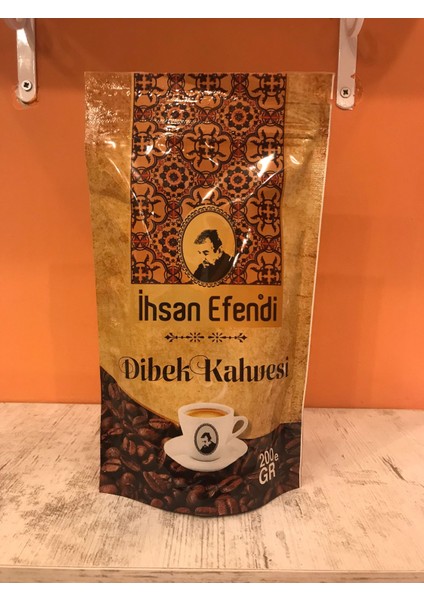 İhsan Efendi
Dibek Kahvesi
200e
GR